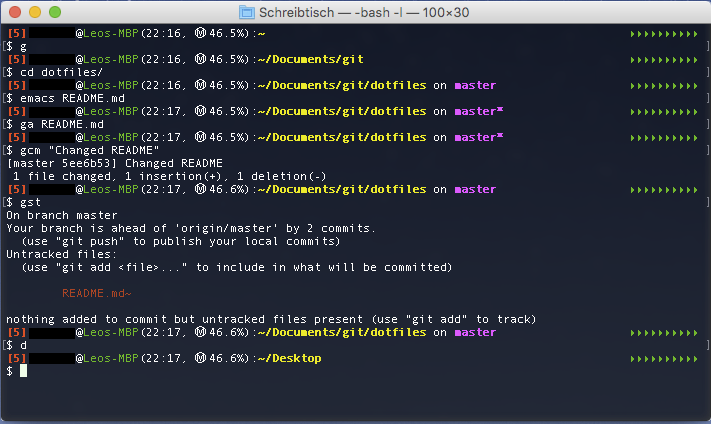 Schreibtisch — -bash -l — 100×30
[5] @Leos-MBP(22:16, Ⓜ 46.5%):~
[$ g ]
[5] @Leos-MBP(22:16, Ⓜ 46.5%):~/Documents/git
[$ cd dotfiles/ ]
[5] @Leos-MBP(22:16, Ⓜ 46.5%):~/Documents/git/dotfiles on master
[$ emacs README.md ]
[5] @Leos-MBP(22:17, Ⓜ 46.5%):~/Documents/git/dotfiles on master*
[$ ga README.md ]
[5] @Leos-MBP(22:17, Ⓜ 46.5%):~/Documents/git/dotfiles on master*
[$ gcm "Changed README" ]
[master 5ee6b53] Changed README
1 file changed, 1 insertion(+), 1 deletion(-)
[5] @Leos-MBP(22:17, Ⓜ 46.6%):~/Documents/git/dotfiles on master
[$ gst ]
On branch master
Your branch is ahead of 'origin/master' by 2 commits.
(use "git push" to publish your local commits)
Untracked files:
(use "git add <file>..." to include in what will be committed)
README.md~
nothing added to commit but untracked files present (use "git add" to track)
[5] @Leos-MBP(22:17, Ⓜ 46.6%):~/Documents/git/dotfiles on master
[$ d ]
[5] @Leos-MBP(22:17, Ⓜ 46.6%):~/Desktop
$